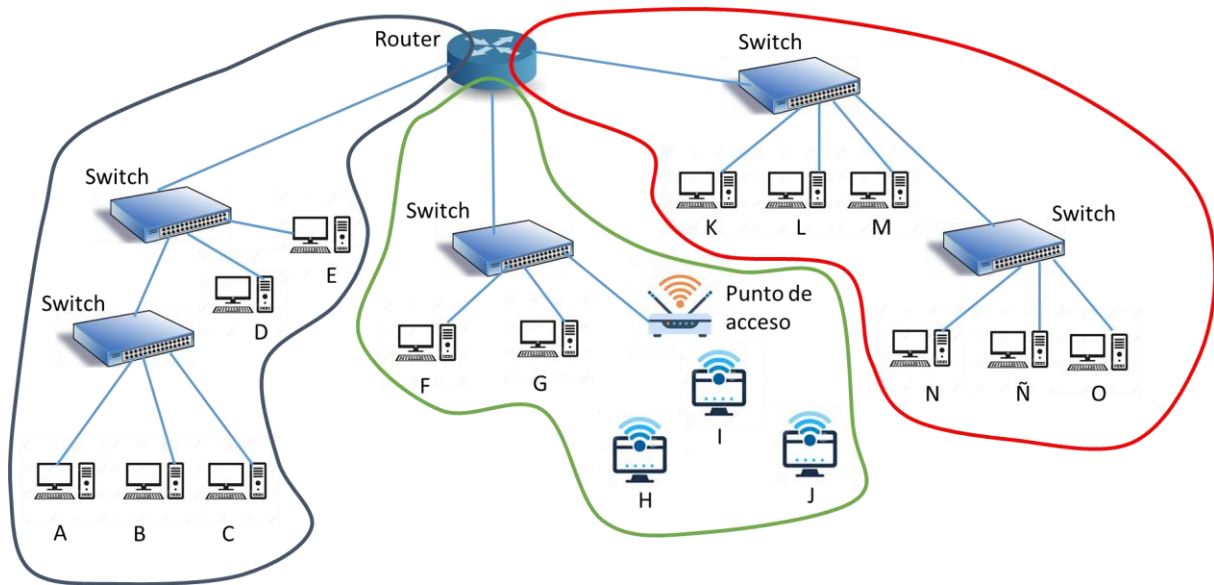 Router
Switch
Switch
E
D
Switch
A
B
C
Switch
F
G
Punto de
acceso
I
H
J
Switch
K
L
M
Switch
N
Ñ
O